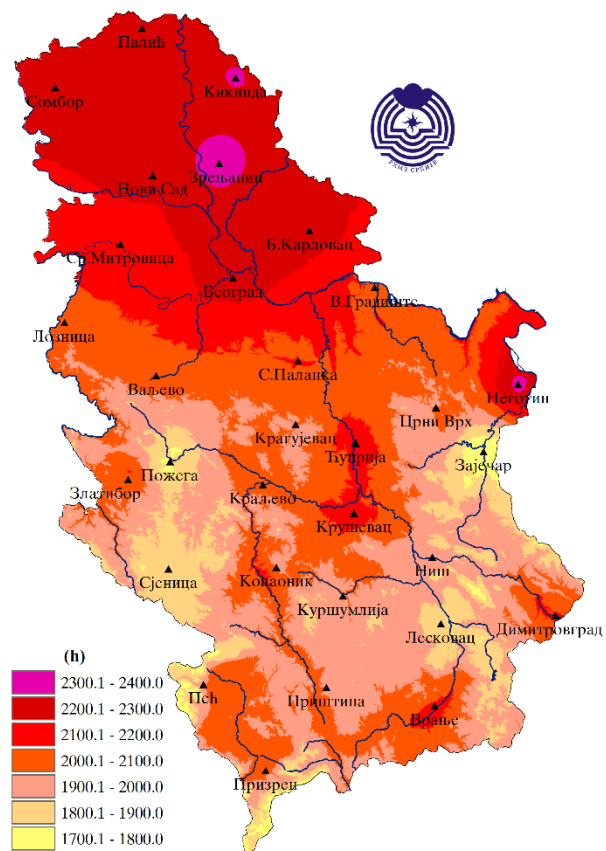 Палић
Кикинда
Сомбор
Зрењанин
РХМЗ СРБИЈЕ
Нови Сад
Б.Карловац
Ср.Митровица
Београд
В.Градиште
Лозница
С.Паланка
Ваљево
Неготин
Црни Врх
Крагујевац
Ћуприја
Зајечар
Пожега
Златибор
Краљево
Крушевац
Ниш
Сјеница
Копаоник
Куршумлија
Димитровград
Лесковац
(h)
2300.1 - 2400.0
2200.1 - 2300.0
2100.1 - 2200.0
2000.1 - 2100.0
1900.1 - 2000.0
1800.1 - 1900.0
1700.1 - 1800.0
Пећ
Приштина
Врање
Призрен